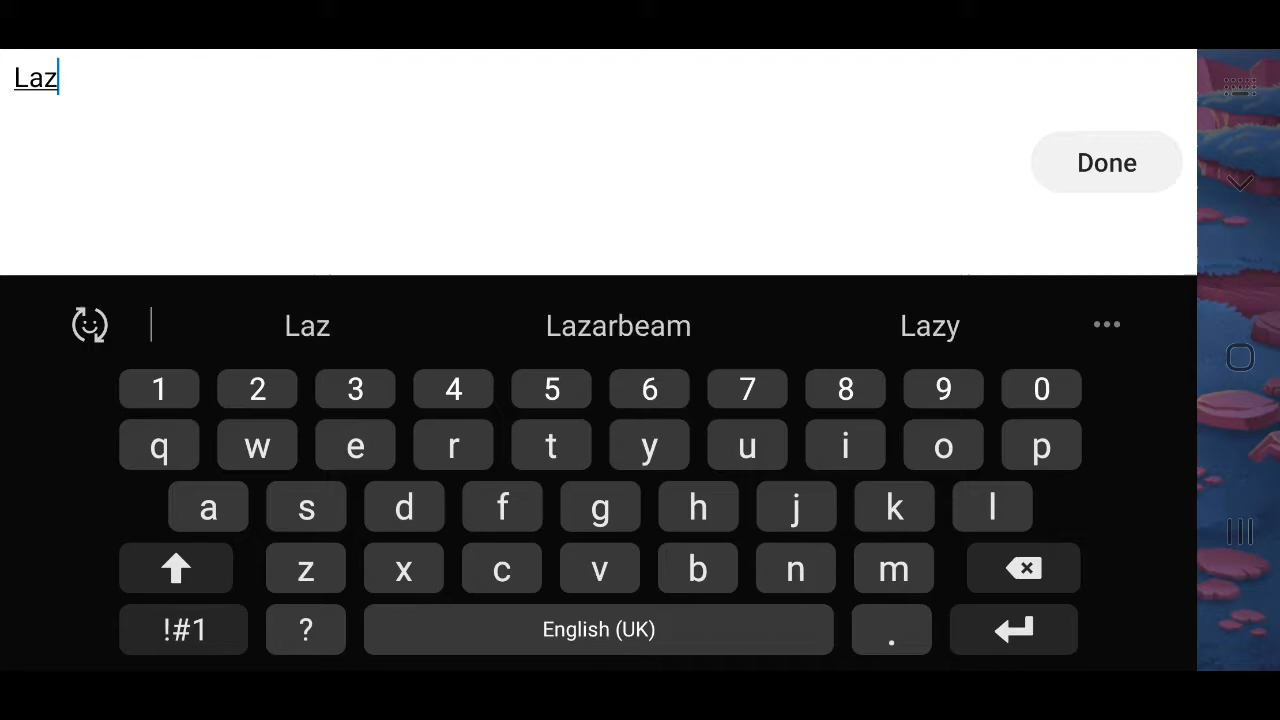 Laz
Done
Laz Lazarbeam Lazy
1 2 3 4 5 6 7 8 9 0
q w e r t y u i o p
a s d f g h j k l
z x c v b n m
!#1 ? English (UK) .